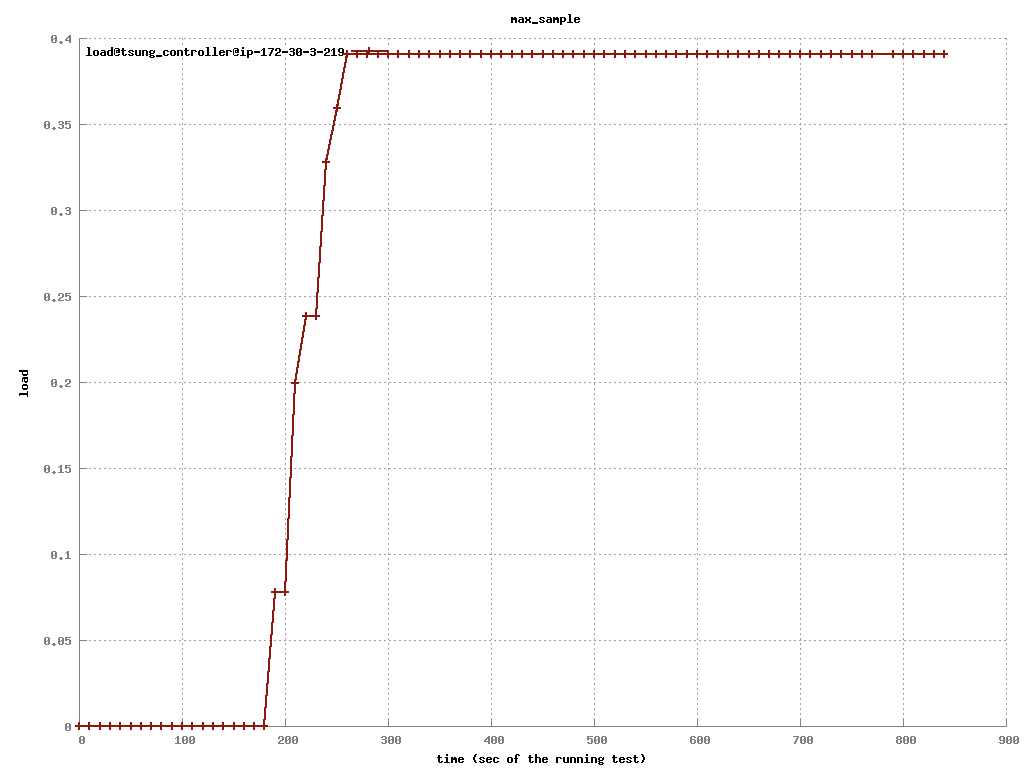 max_sample
0.4
load@tsung_controller@ip-172-30-3-219
0.35
0.3
0.25
load
0.2
0.15
0.1
0.05
0
0 100 200 300 400 500 600 700 800 900
time (sec of the running test)